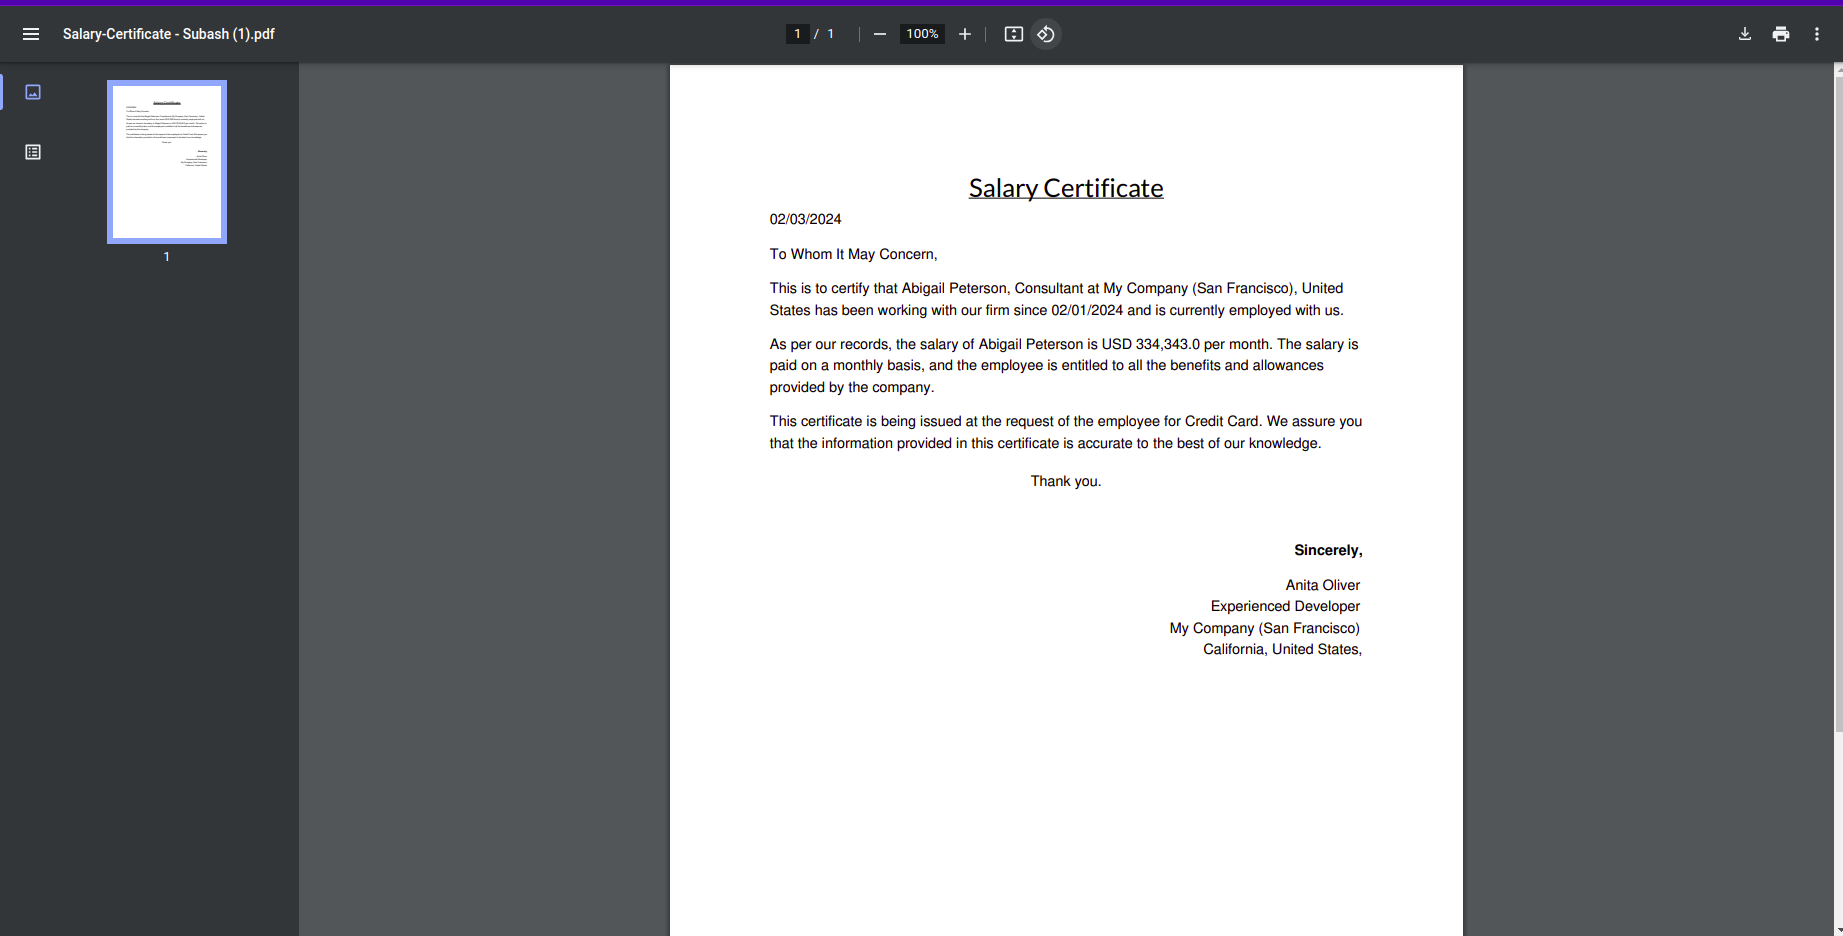 Salary-Certificate - Subash (1).pdf
1 / 1
100%
1
Salary Certificate
02/03/2024
To Whom It May Concern,
This is to certify that Abigail Peterson, Consultant at My Company (San Francisco), United
States has been working with our firm since 02/01/2024 and is currently employed with us.
As per our records, the salary of Abigail Peterson is USD 334,343.0 per month. The salary is
paid on a monthly basis, and the employee is entitled to all the benefits and allowances
provided by the company.
This certificate is being issued at the request of the employee for Credit Card. We assure you
that the information provided in this certificate is accurate to the best of our knowledge.
Thank you.
Sincerely,
Anita Oliver
Experienced Developer
My Company (San Francisco)
California, United States,